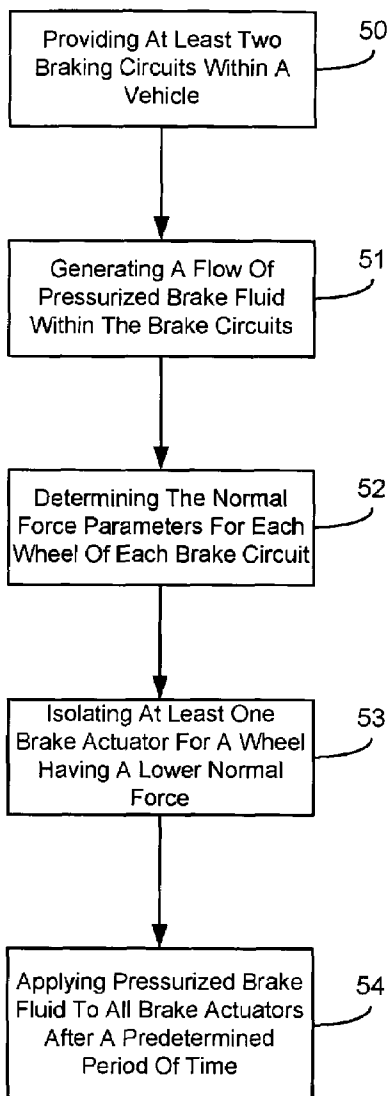 50
Providing At Least Two
Braking Circuits Within A
Vehicle
51
Generating A Flow Of
Pressurized Brake Fluid
Within The Brake Circuits
52
Determining The Normal
Force Parameters For Each
Wheel Of Each Brake Circuit
53
Isolating At Least One
Brake Actuator For A Wheel
Having A Lower Normal
Force
54
Applying Pressurized Brake
Fluid To All Brake Actuators
After A Predetermined
Period Of Time